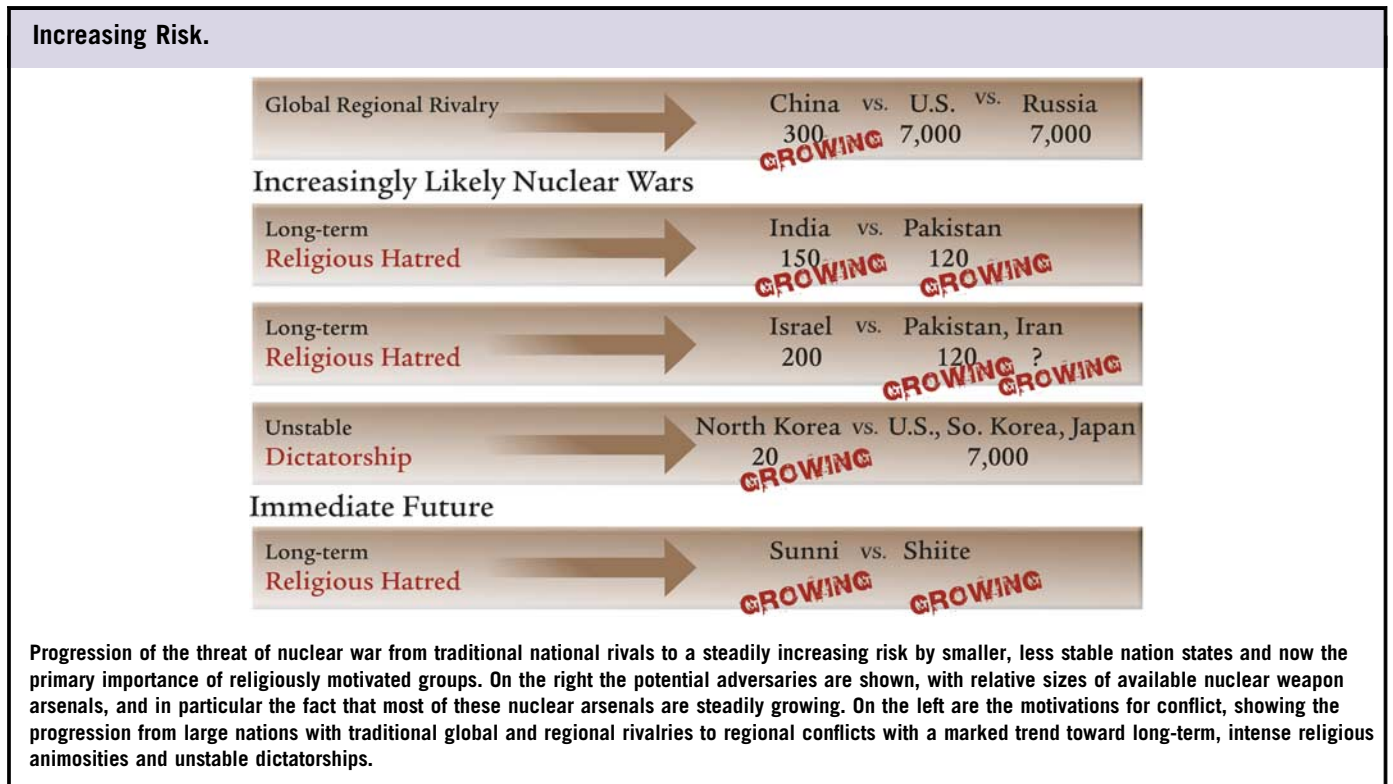 Increasing Risk.
Global Regional Rivalry
China vs. U.S. vs. Russia
300 7,000 7,000
GROWING
Increasingly Likely Nuclear Wars
Long-term
Religious Hatred
India vs. Pakistan
150 120
GROWING GROWING
Long-term
Religious Hatred
Israel vs. Pakistan, Iran
200 120 ?
GROWING GROWING
Unstable
Dictatorship
North Korea vs. U.S., So. Korea, Japan
20 7,000
GROWING
Immediate Future
Long-term
Religious Hatred
Sunni vs. Shiite
GROWING GROWING
Progression of the threat of nuclear war from traditional national rivals to a steadily increasing risk by smaller, less stable nation states and now the
primary importance of religiously motivated groups. On the right the potential adversaries are shown, with relative sizes of available nuclear weapon
arsenals, and in particular the fact that most of these nuclear arsenals are steadily growing. On the left are the motivations for conflict, showing the
progression from large nations with traditional global and regional rivalries to regional conflicts with a marked trend toward long-term, intense religious
animosities and unstable dictatorships.